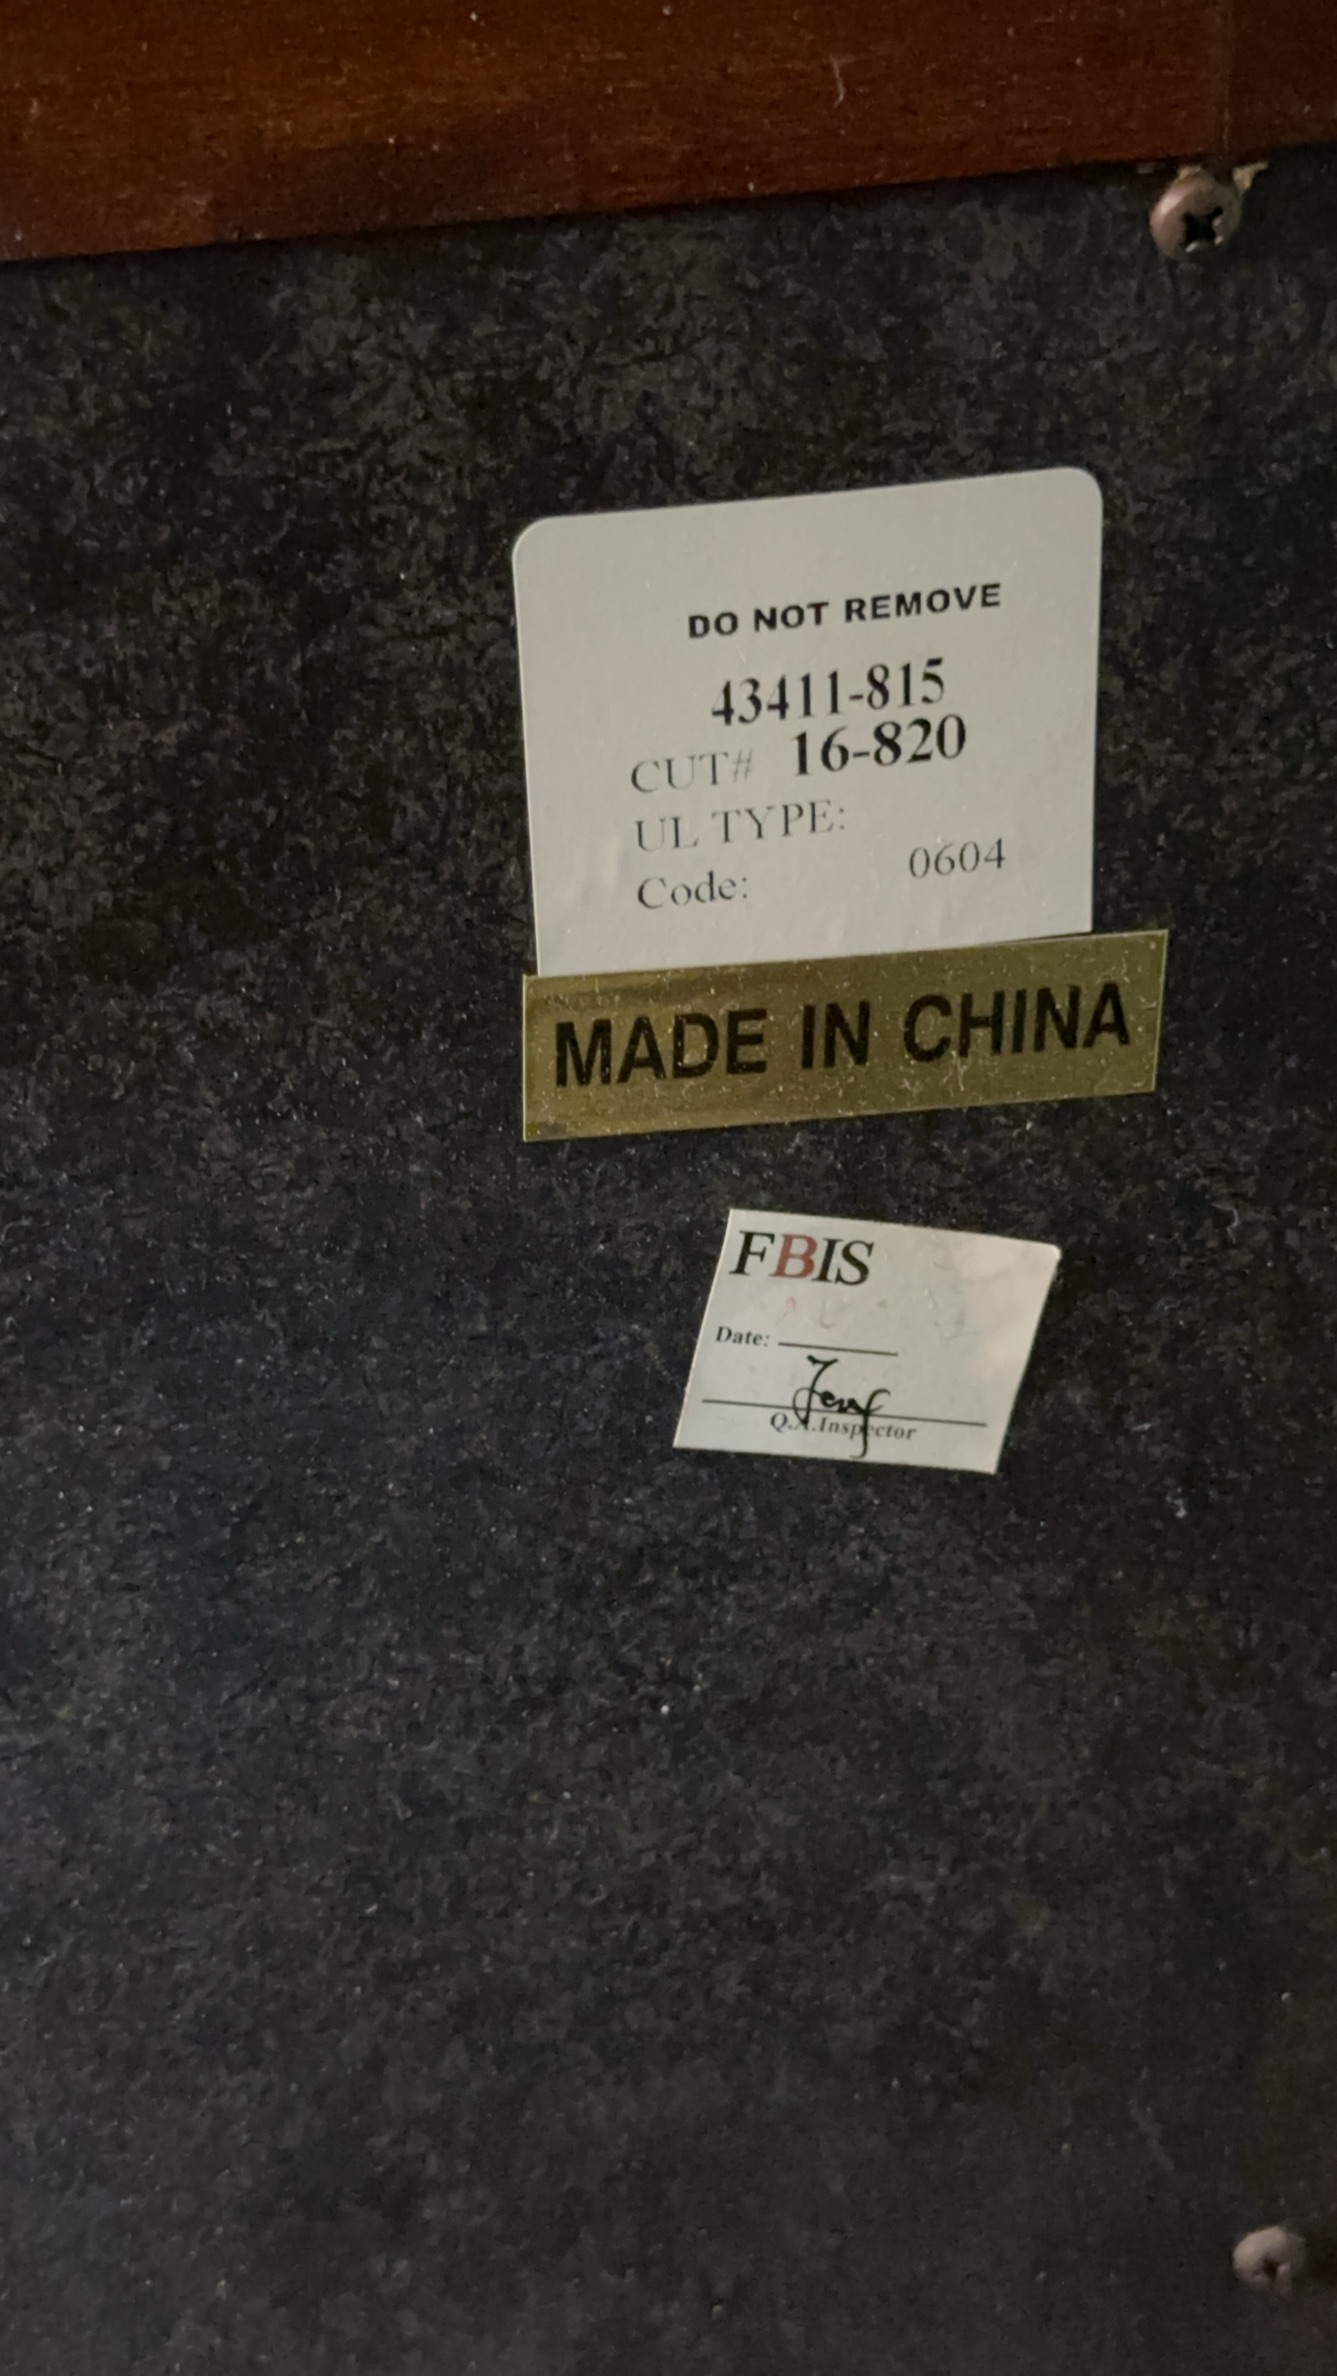 DO NOT REMOVE
43411-815
CUT# 16-820
UL TYPE:
Code: 0604
MADE IN CHINA
FBIS
Date:
Q.A.Inspector